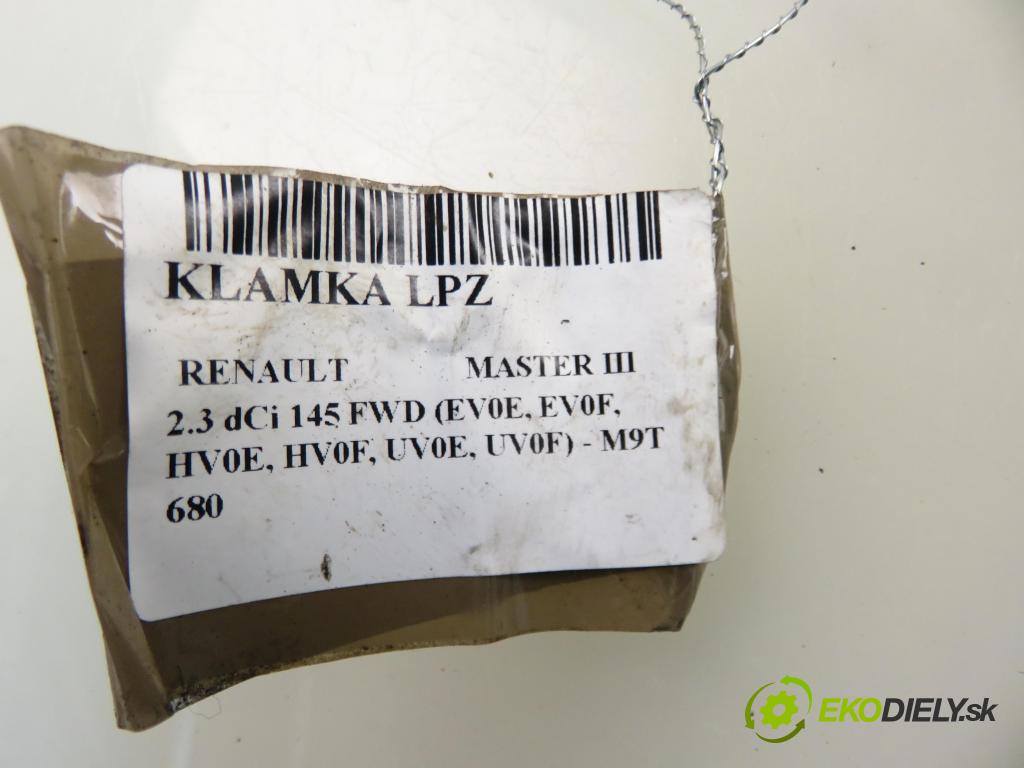 KLAMKA LPZ
RENAULT MASTER III
2.3 dCi 145 FWD (EV0E, EV0F,
HV0E, HV0F, UV0E, UV0F) - M9T
680
EKODIELY.sk